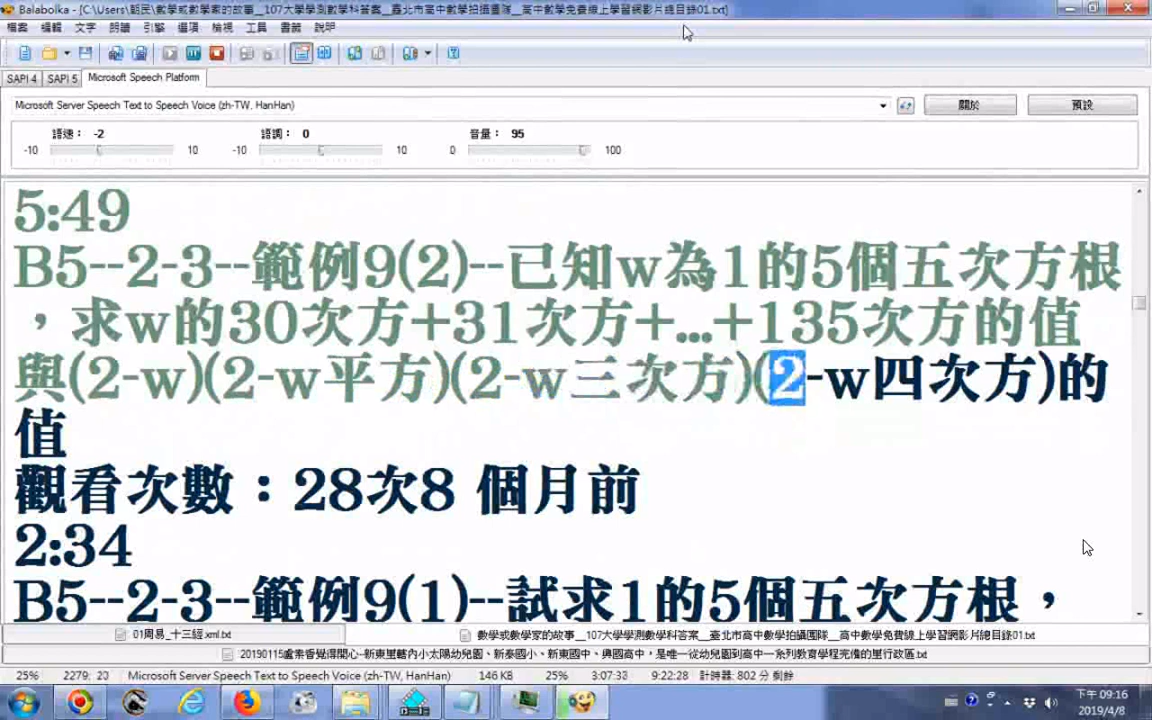 Balabolka - [C:\Users\甄民\數學或數學家的故事__107大學學測數學科答案__臺北市高中數學拍攝團隊__高中數學免費線上學習網影片總目錄01.txt]
檔案 編輯 文字 朗讀 引擎 選項 檢視 工具 書籤 說明
SAPI 4 SAPI 5 Microsoft Speech Platform
Microsoft Server Speech Text to Speech Voice (zh-TW, HanHan) 關於 預設
語速： -2 語調： 0 音量： 95
-10 10 -10 10 0 100
5:49
B5--2-3--範例9(2)--已知w為1的5個五次方根
，求w的30次方+31次方+...+135次方的值
與(2-w)(2-w平方)(2-w三次方)(2-w四次方)的
值
觀看次數：28次8 個月前
2:34
B5--2-3--範例9(1)--試求1的5個五次方根，
01周易_十三經.xml.txt 數學或數學家的故事__107大學學測數學科答案__臺北市高中數學拍攝團隊__高中數學免費線上學習網影片總目錄01.txt
20190115盧素香覺得開心-新東里轄內小太陽幼兒園、新泰國小、新東國中、興國高中，是唯一從幼兒園到高中一系列教育學程完備的里行政區.txt
25% 2279: 20 Microsoft Server Speech Text to Speech Voice (zh-TW, HanHan) 146 KB 25% 3:07:33 9:22:28 計時器: 802 分 剩餘
下午 09:16
2019/4/8